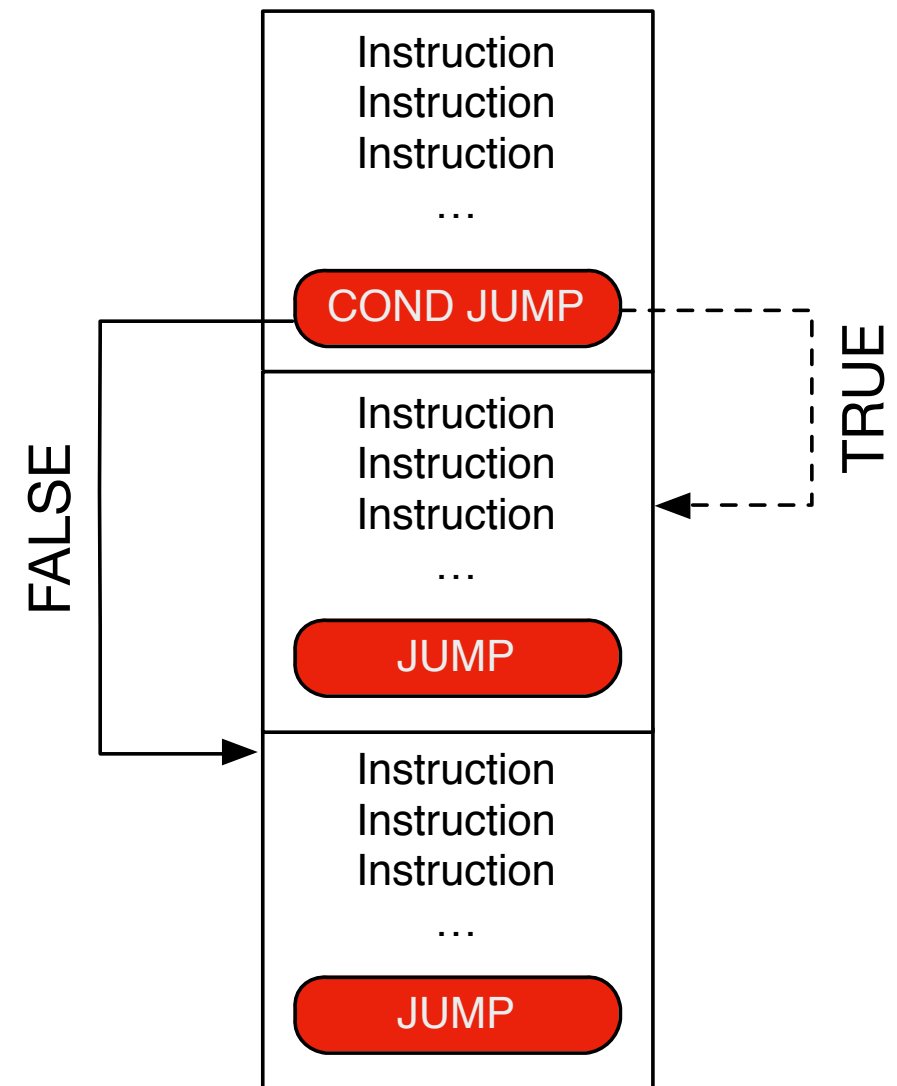 Instruction
Instruction
Instruction
…
COND JUMP
TRUE
FALSE
Instruction
Instruction
Instruction
…
JUMP
Instruction
Instruction
Instruction
…
JUMP